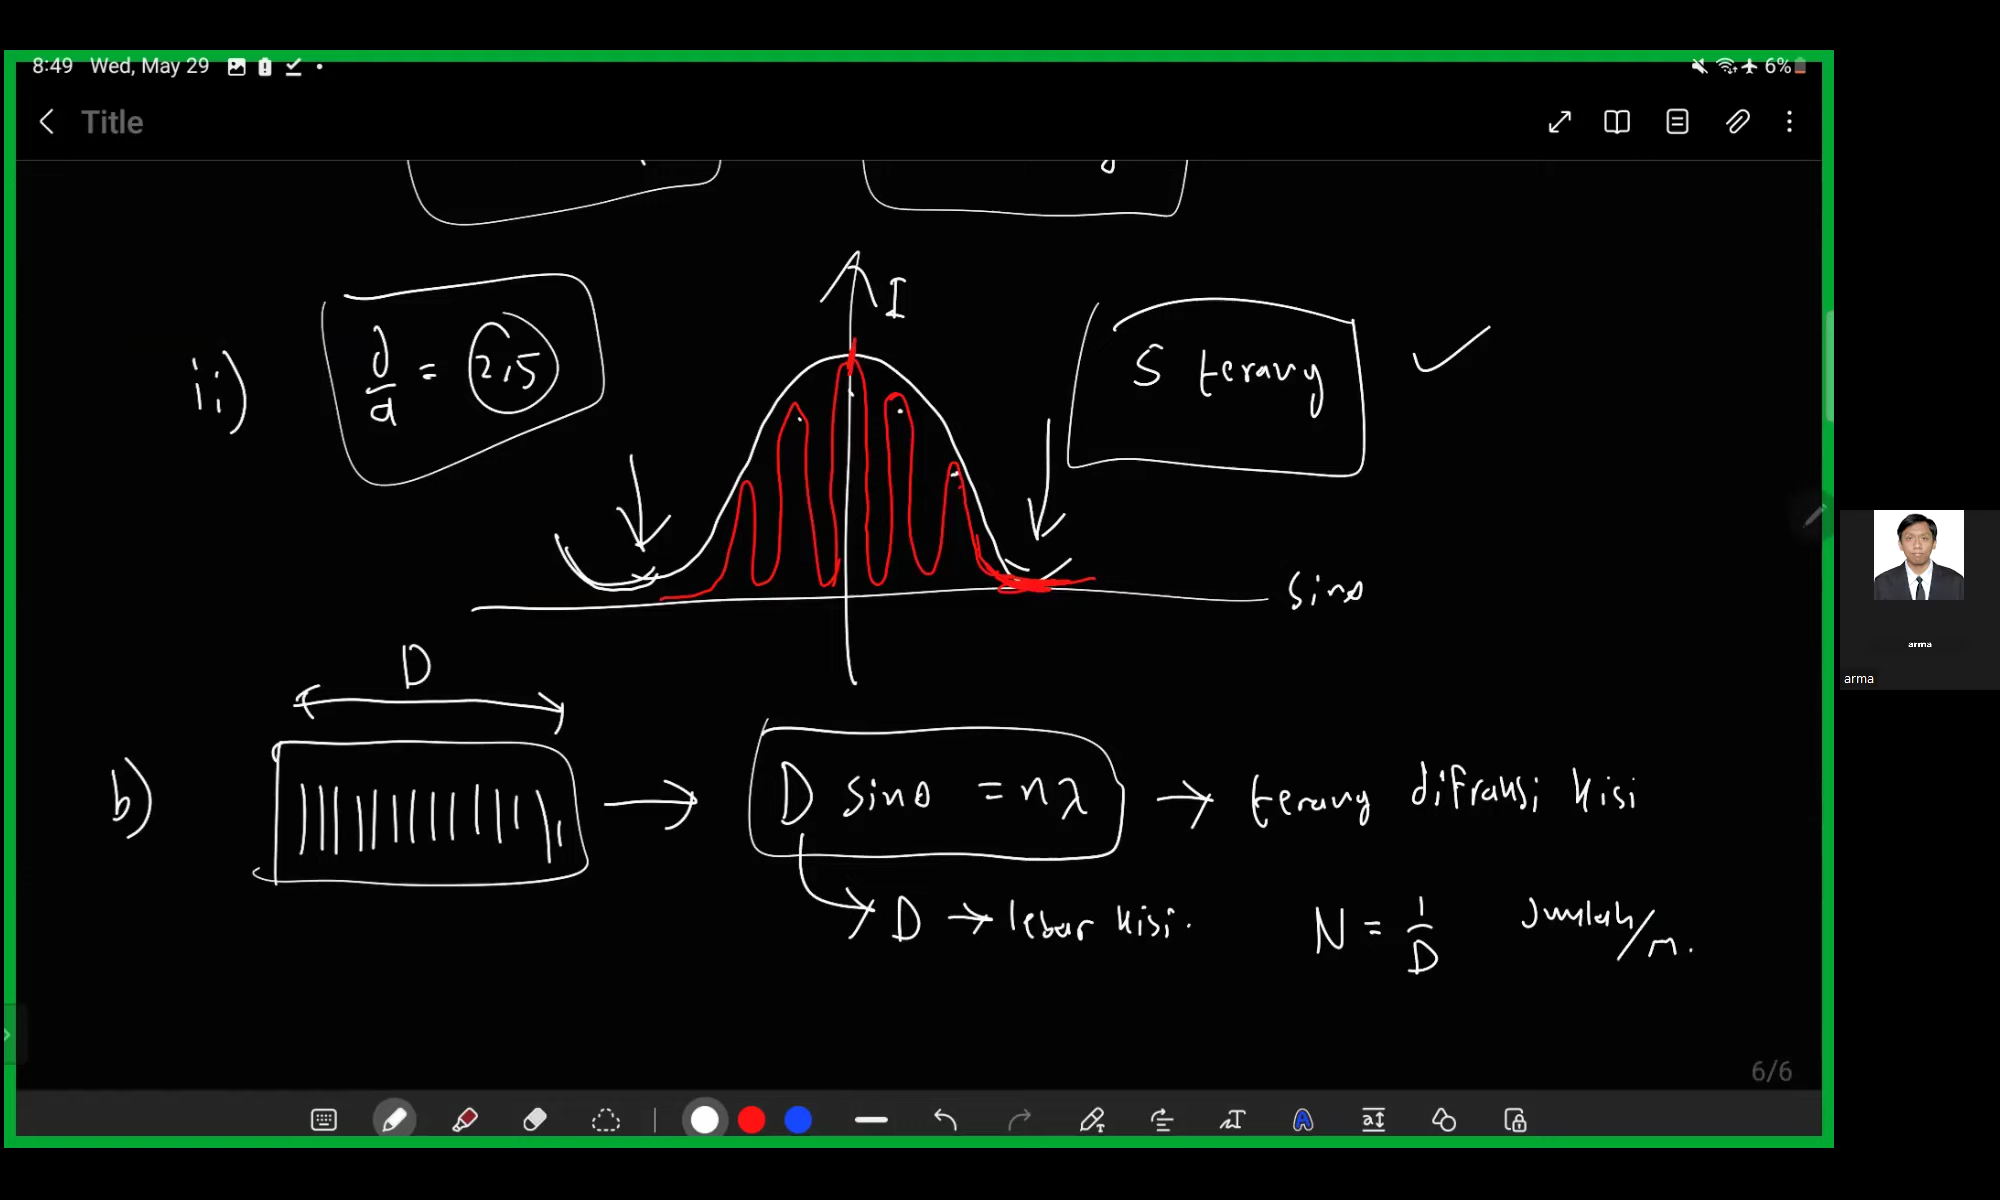 8:49 Wed, May 29 6%
Title
I
ii) d/a = 2,5
5 terang
sinθ
D
b) D sinθ = nλ → terang difraksi kisi
D → lebar kisi. N = 1/D Jumlah/m.
6/6
arma
arma